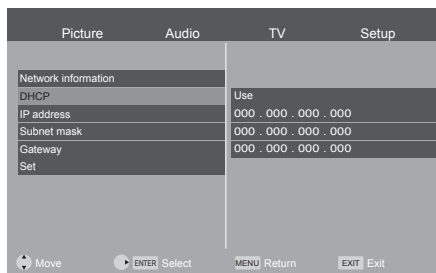 Picture Audio TV Setup
Network information
DHCP Use
IP address 000 . 000 . 000 . 000
Subnet mask 000 . 000 . 000 . 000
Gateway 000 . 000 . 000 . 000
Set
Move ENTER Select MENU Return EXIT Exit